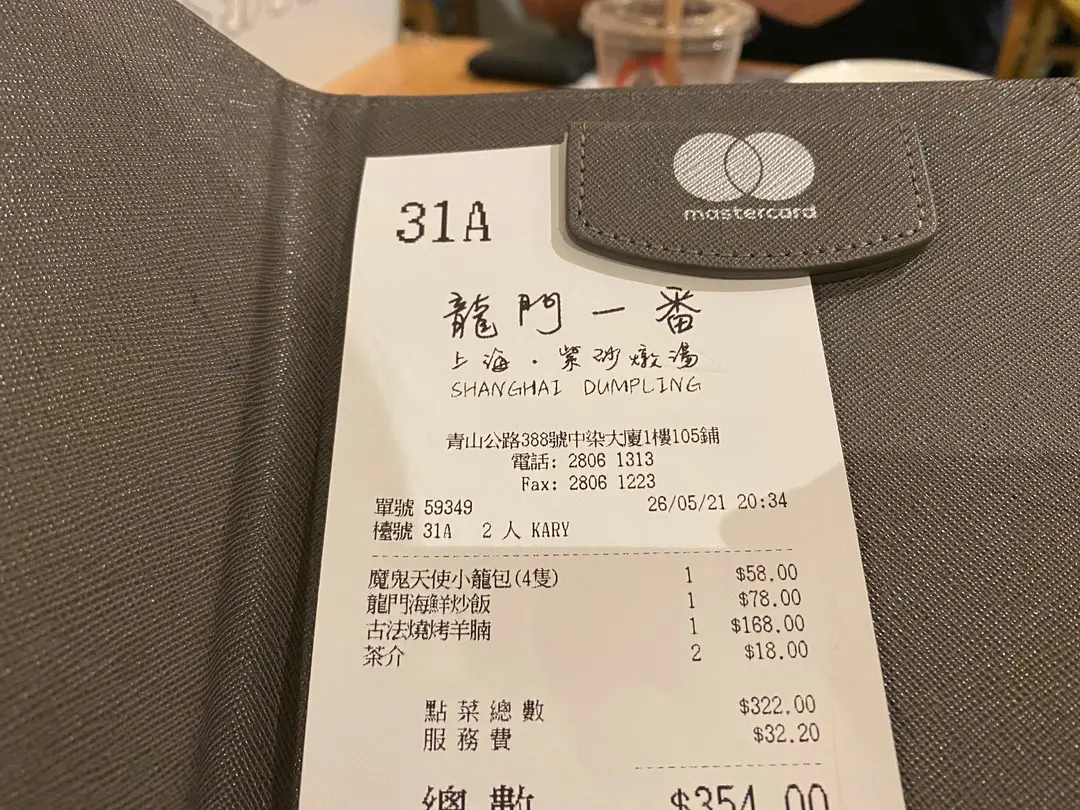 mastercard
31A
龍門一番
上海·紫砂燉湯
SHANGHAI DUMPLING
青山公路388號中染大廈1樓105鋪
電話: 2806 1313
Fax: 2806 1223
單號 59349 26/05/21 20:34
檯號 31A 2 人 KARY
魔鬼天使小籠包(4隻) 1 $58.00
龍門海鮮炒飯 1 $78.00
古法燒烤羊腩 1 $168.00
茶介 2 $18.00
點菜總數 $322.00
服務費 $32.20
總數 $354.00